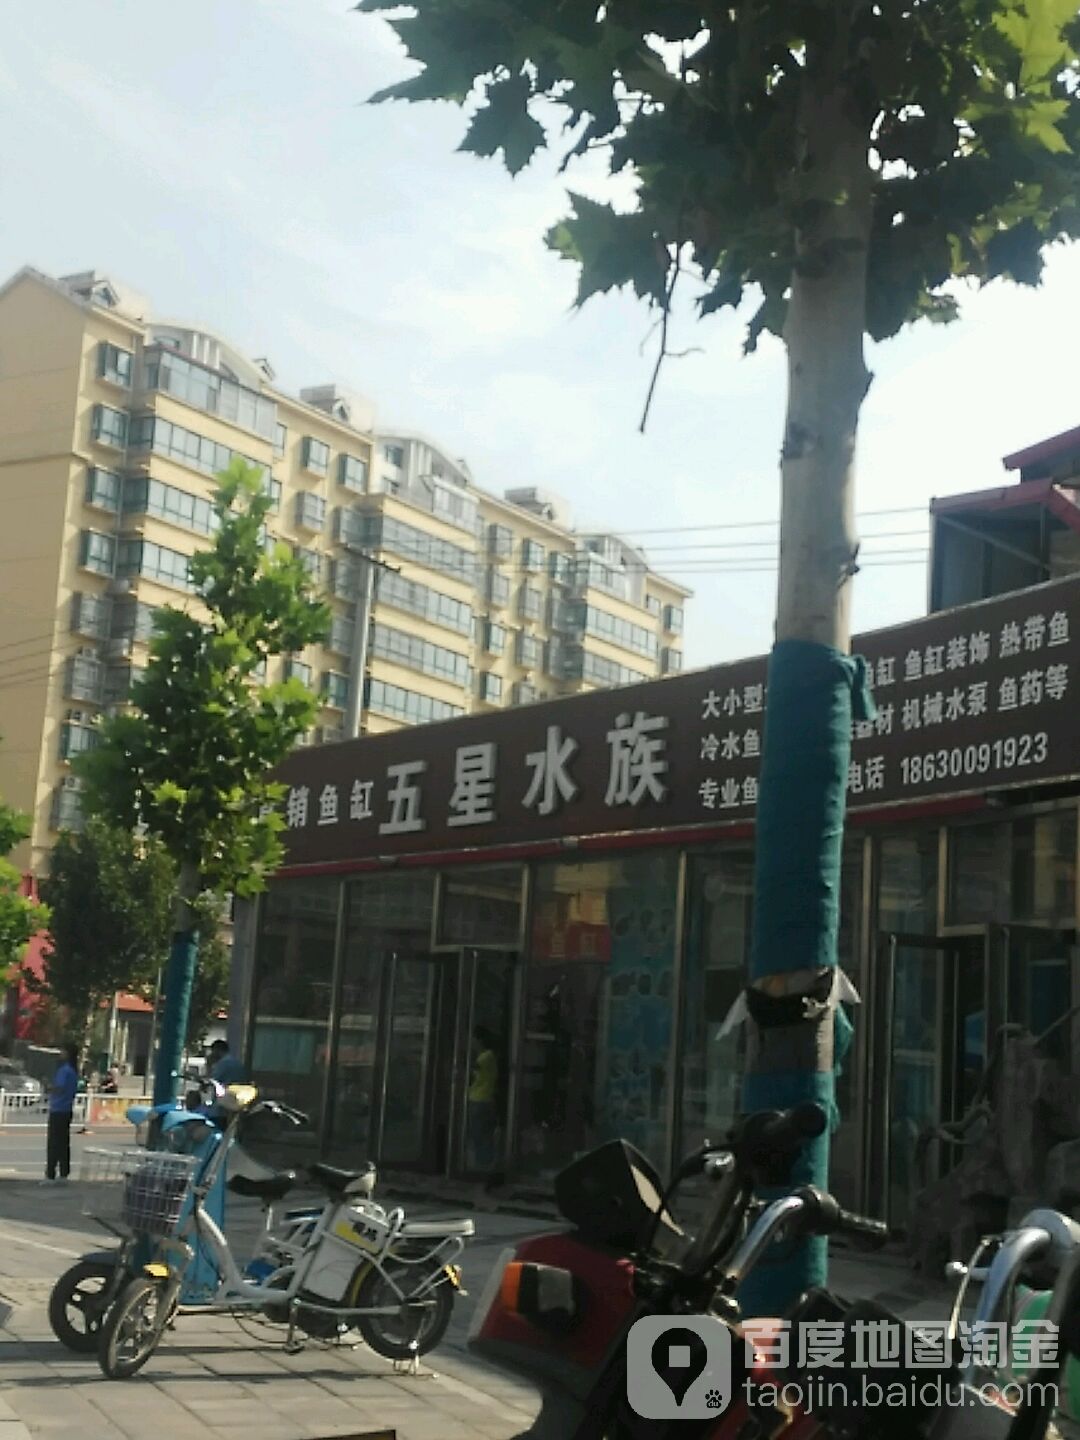 销鱼缸 五星水族
大小型 鱼缸 鱼缸装饰 热带鱼
冷水鱼 器材 机械水泵 鱼药等
专业鱼 电话 18630091923
百度地图淘金
taojin.baidu.com